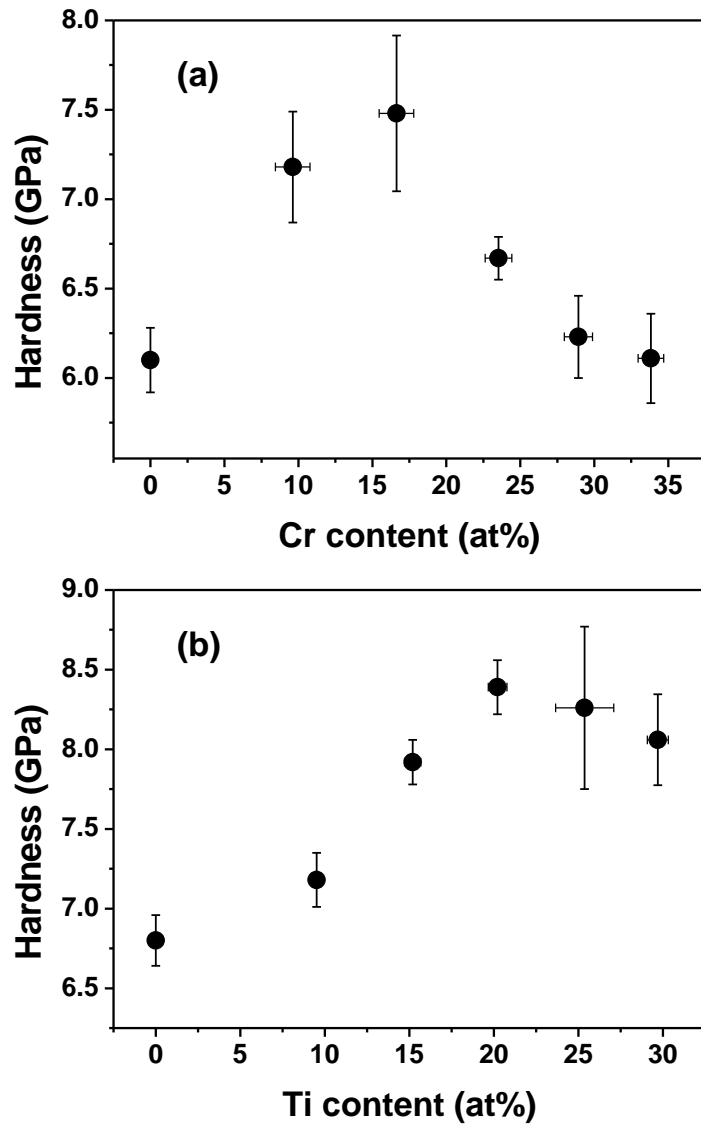 (a)
Hardness (GPa)
8.0
7.5
7.0
6.5
6.0
0 5 10 15 20 25 30 35
Cr content (at%)
(b)
Hardness (GPa)
9.0
8.5
8.0
7.5
7.0
6.5
0 5 10 15 20 25 30
Ti content (at%)